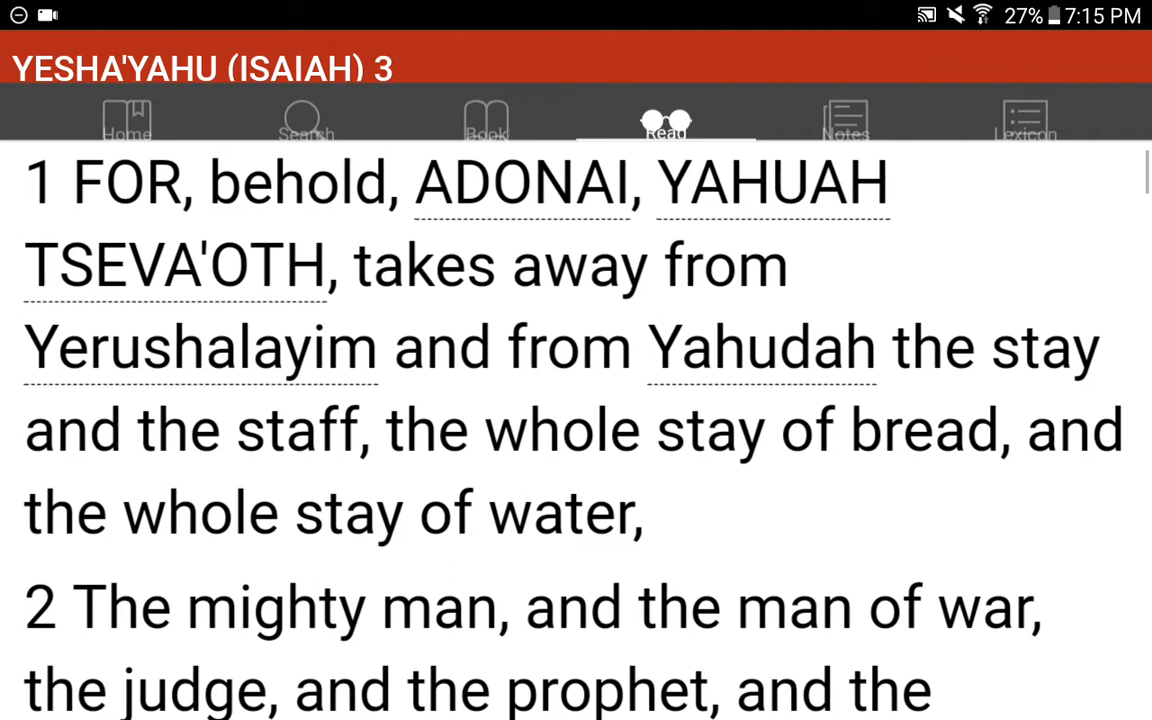 27% 7:15 PM
YESHA'YAHU (ISAIAH) 3
Home Search Book Read Notes Lexicon
1 FOR, behold, ADONAI, YAHUAH
TSEVA'OTH, takes away from
Yerushalayim and from Yahudah the stay
and the staff, the whole stay of bread, and
the whole stay of water,
2 The mighty man, and the man of war,
the judge, and the prophet, and the